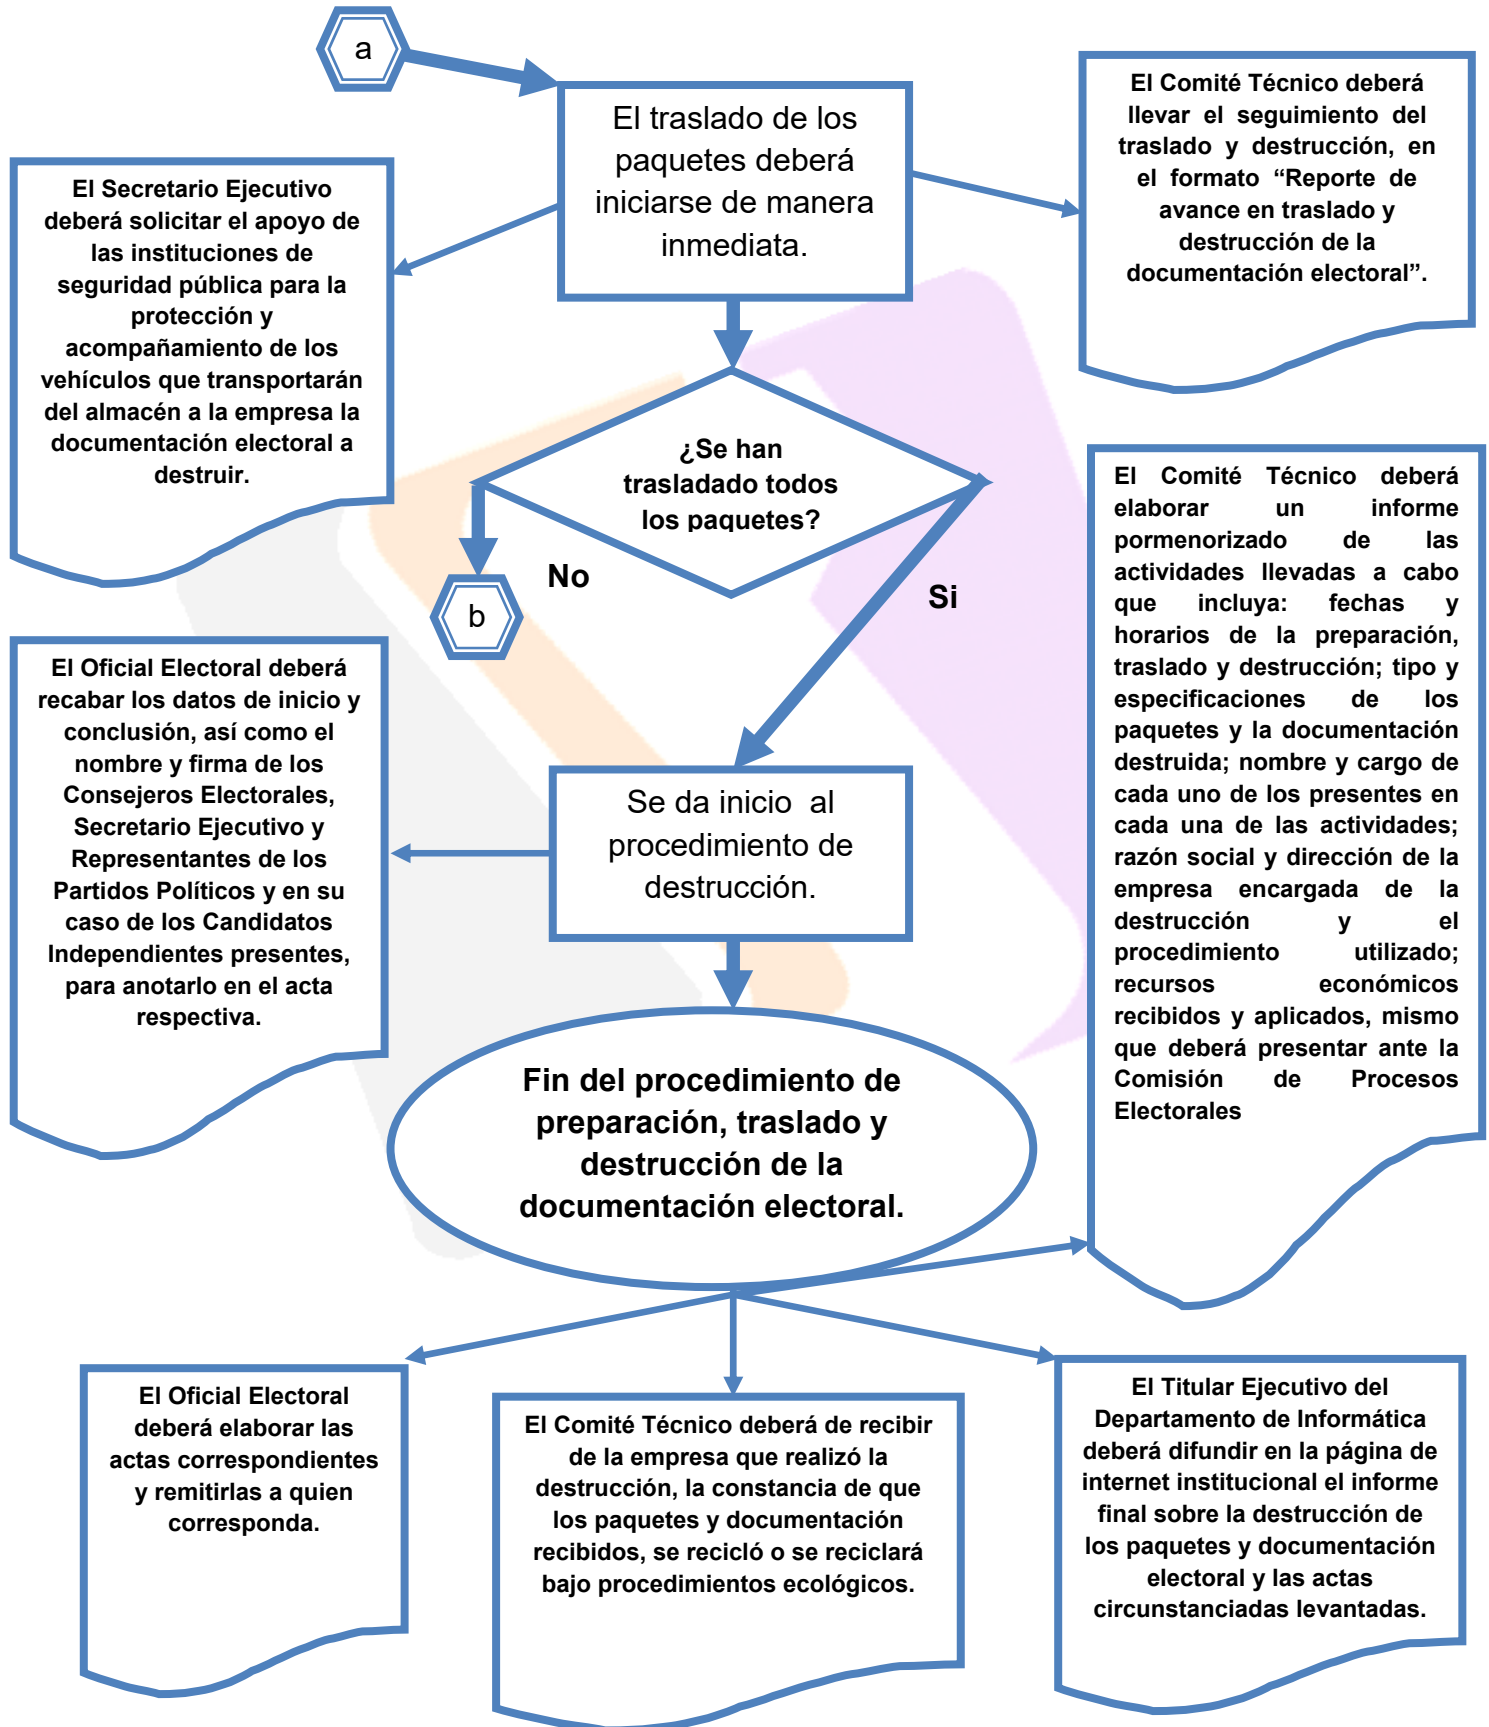 a
El traslado de los
paquetes deberá
iniciarse de manera
inmediata.
El Comité Técnico deberá
llevar el seguimiento del
traslado y destrucción, en
el formato “Reporte de
avance en traslado y
destrucción de la
documentación electoral”.
El Secretario Ejecutivo
deberá solicitar el apoyo de
las instituciones de
seguridad pública para la
protección y
acompañamiento de los
vehículos que transportarán
del almacén a la empresa la
documentación electoral a
destruir.
¿Se han
trasladado todos
los paquetes?
No
Si
b
El Comité Técnico deberá
elaborar un informe
pormenorizado de las
actividades llevadas a cabo
que incluya: fechas y
horarios de la preparación,
traslado y destrucción; tipo y
especificaciones de los
paquetes y la documentación
destruida; nombre y cargo de
cada uno de los presentes en
cada una de las actividades;
razón social y dirección de la
empresa encargada de la
destrucción y el
procedimiento utilizado;
recursos económicos
recibidos y aplicados, mismo
que deberá presentar ante la
Comisión de Procesos
Electorales
El Oficial Electoral deberá
recabar los datos de inicio y
conclusión, así como el
nombre y firma de los
Consejeros Electorales,
Secretario Ejecutivo y
Representantes de los
Partidos Políticos y en su
caso de los Candidatos
Independientes presentes,
para anotarlo en el acta
respectiva.
Se da inicio al
procedimiento de
destrucción.
Fin del procedimiento de
preparación, traslado y
destrucción de la
documentación electoral.
El Oficial Electoral
deberá elaborar las
actas correspondientes
y remitirlas a quien
corresponda.
El Comité Técnico deberá de recibir
de la empresa que realizó la
destrucción, la constancia de que
los paquetes y documentación
recibidos, se recicló o se reciclará
bajo procedimientos ecológicos.
El Titular Ejecutivo del
Departamento de Informática
deberá difundir en la página de
internet institucional el informe
final sobre la destrucción de
los paquetes y documentación
electoral y las actas
circunstanciadas levantadas.